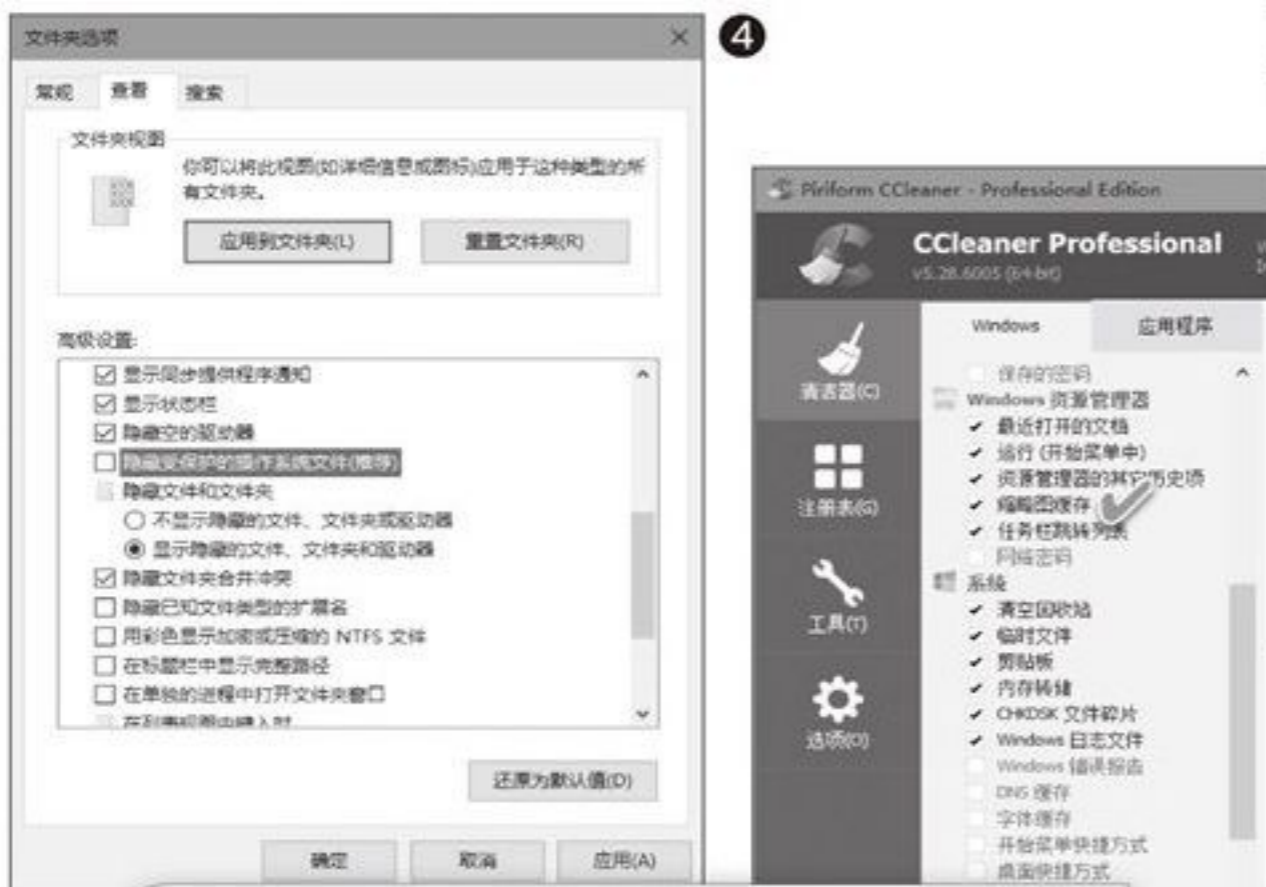 文件夹选项
4
常规 查看 搜索
文件夹视图
你可以将此视图(如详细信息或图标)应用于这种类型的所
有文件夹。
应用到文件夹(L) 重置文件夹(R)
高级设置:
显示同步提供程序通知
显示状态栏
隐藏空的驱动器
隐藏受保护的操作系统文件(推荐)
隐藏文件和文件夹
不显示隐藏的文件、文件夹或驱动器
显示隐藏的文件、文件夹和驱动器
隐藏文件夹合并冲突
隐藏已知文件类型的扩展名
用彩色显示加密或压缩的 NTFS 文件
在标题栏中显示完整路径
在单独的进程中打开文件夹窗口
在列表视图中键入时
还原为默认值(D)
确定 取消 应用(A)
Piriform CCleaner - Professional Edition
CCleaner Professional
v5.28.6005 (64-bit)
清洁器(C)
注册表(G)
工具(T)
选项(O)
Windows 应用程序
保存的密码
Windows 资源管理器
最近打开的文档
运行 (开始菜单中)
资源管理器的其它历史项
缩略图缓存
任务栏跳转列表
网络密码
系统
清空回收站
临时文件
剪贴板
内存转储
CHKDSK 文件碎片
Windows 日志文件
Windows 错误报告
DNS 缓存
字体缓存
开始菜单快捷方式
桌面快捷方式